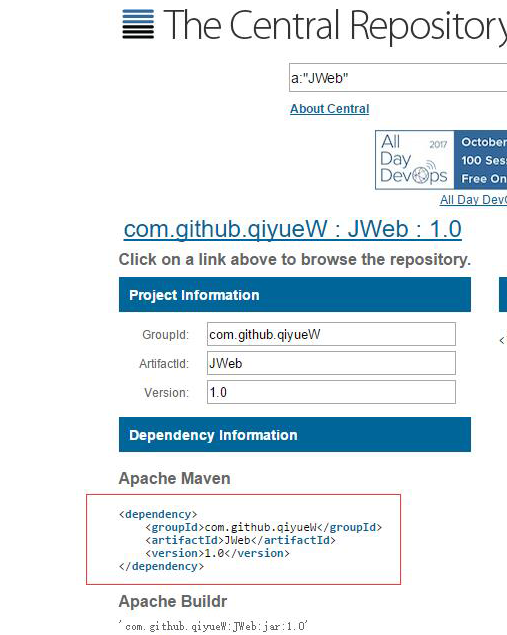 The Central Repository
a:"JWeb"
About Central
All Day DevOps 2017
October
100 Ses
Free On
All Day Dev
com.github.qiyueW : JWeb : 1.0
Click on a link above to browse the repository.
Project Information
GroupId: com.github.qiyueW
ArtifactId: JWeb
Version: 1.0
<
Dependency Information
Apache Maven
<dependency>
<groupId>com.github.qiyueW</groupId>
<artifactId>JWeb</artifactId>
<version>1.0</version>
</dependency>
Apache Buildr
'com.github.qiyueW:JWeb:jar:1.0'